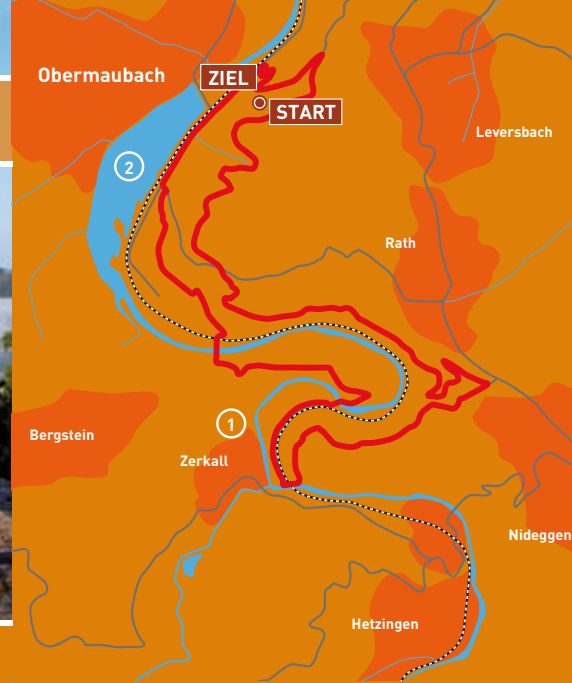 Obermaubach
ZIEL
START
Leversbach
2
Rath
Bergstein
1
Zerkall
Nideggen
Hetzingen